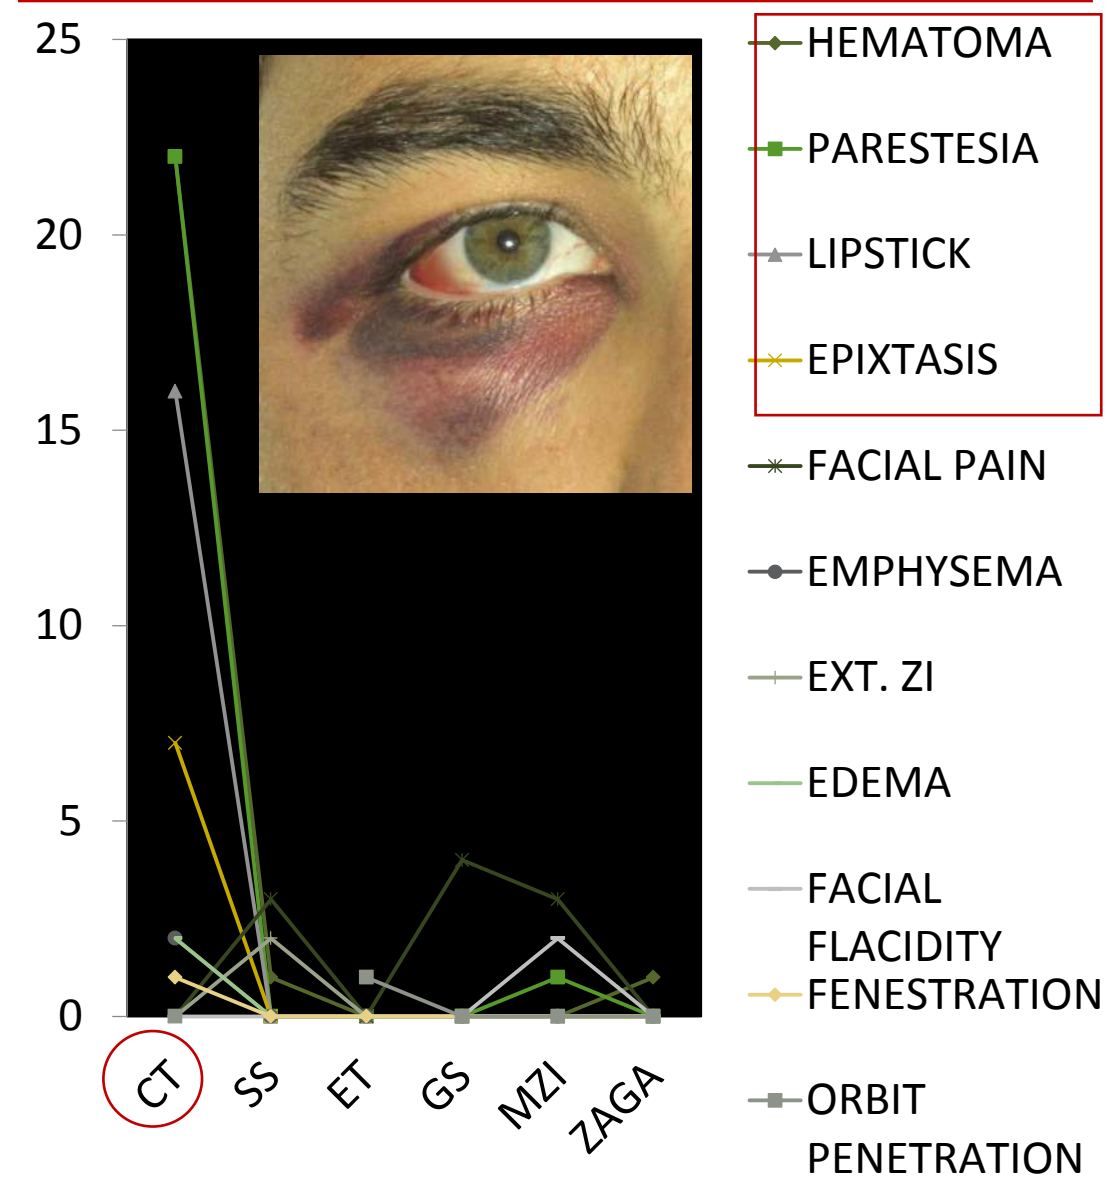 25
20
15
10
5
0
CT
SS
ET
GS
MZI
ZAGA
HEMATOMA
PARESTESIA
LIPSTICK
EPIXTASIS
FACIAL PAIN
EMPHYSEMA
EXT. ZI
EDEMA
FACIAL
FLACIDITY
FENESTRATION
ORBIT
PENETRATION